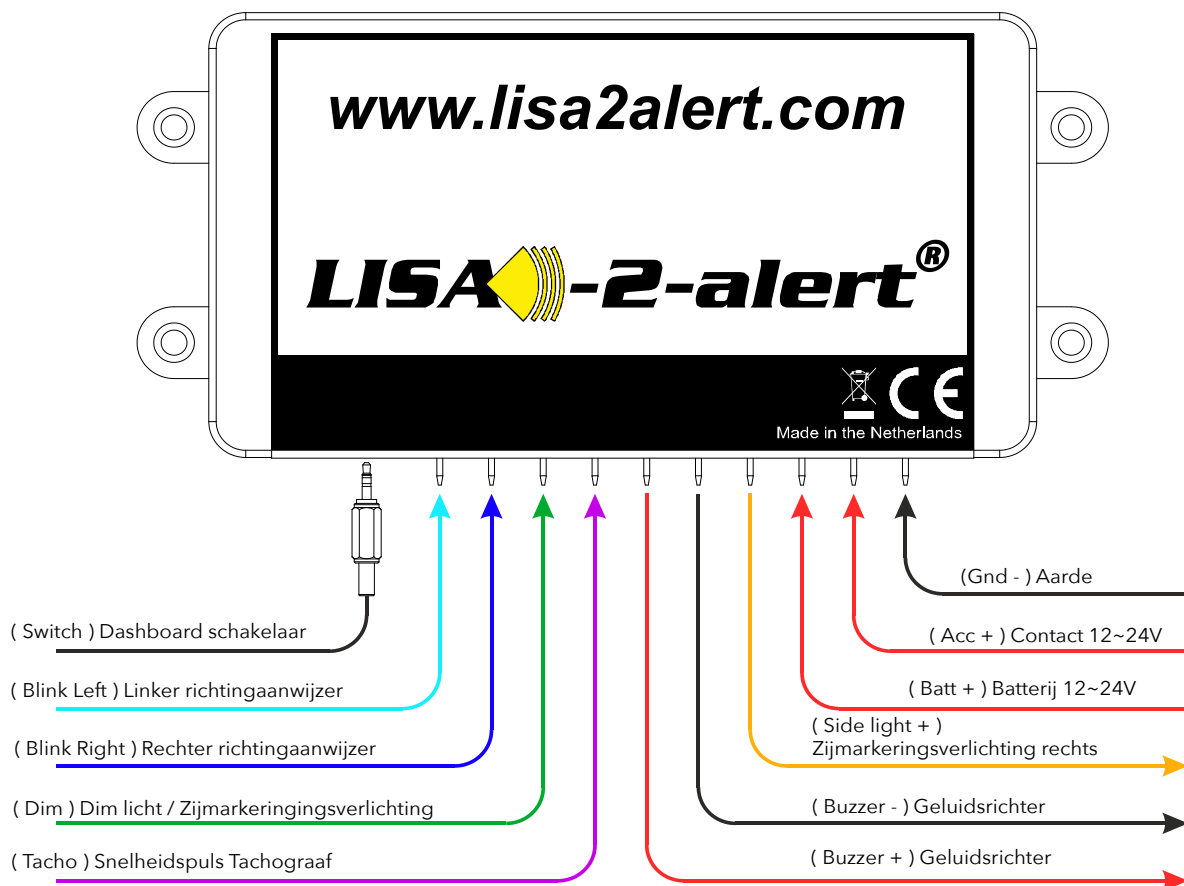 www.lisa2alert.com
LISA-2-alert®
CE
Made in the Netherlands
(Gnd - ) Aarde
( Switch ) Dashboard schakelaar
( Acc + ) Contact 12~24V
( Blink Left ) Linker richtingaanwijzer
( Batt + ) Batterij 12~24V
( Side light + )
Zijmarkeringsverlichting rechts
( Blink Right ) Rechter richtingaanwijzer
( Dim ) Dim licht / Zijmarkeringingsverlichting
( Buzzer - ) Geluidsrichter
( Tacho ) Snelheidspuls Tachograaf
( Buzzer + ) Geluidsrichter